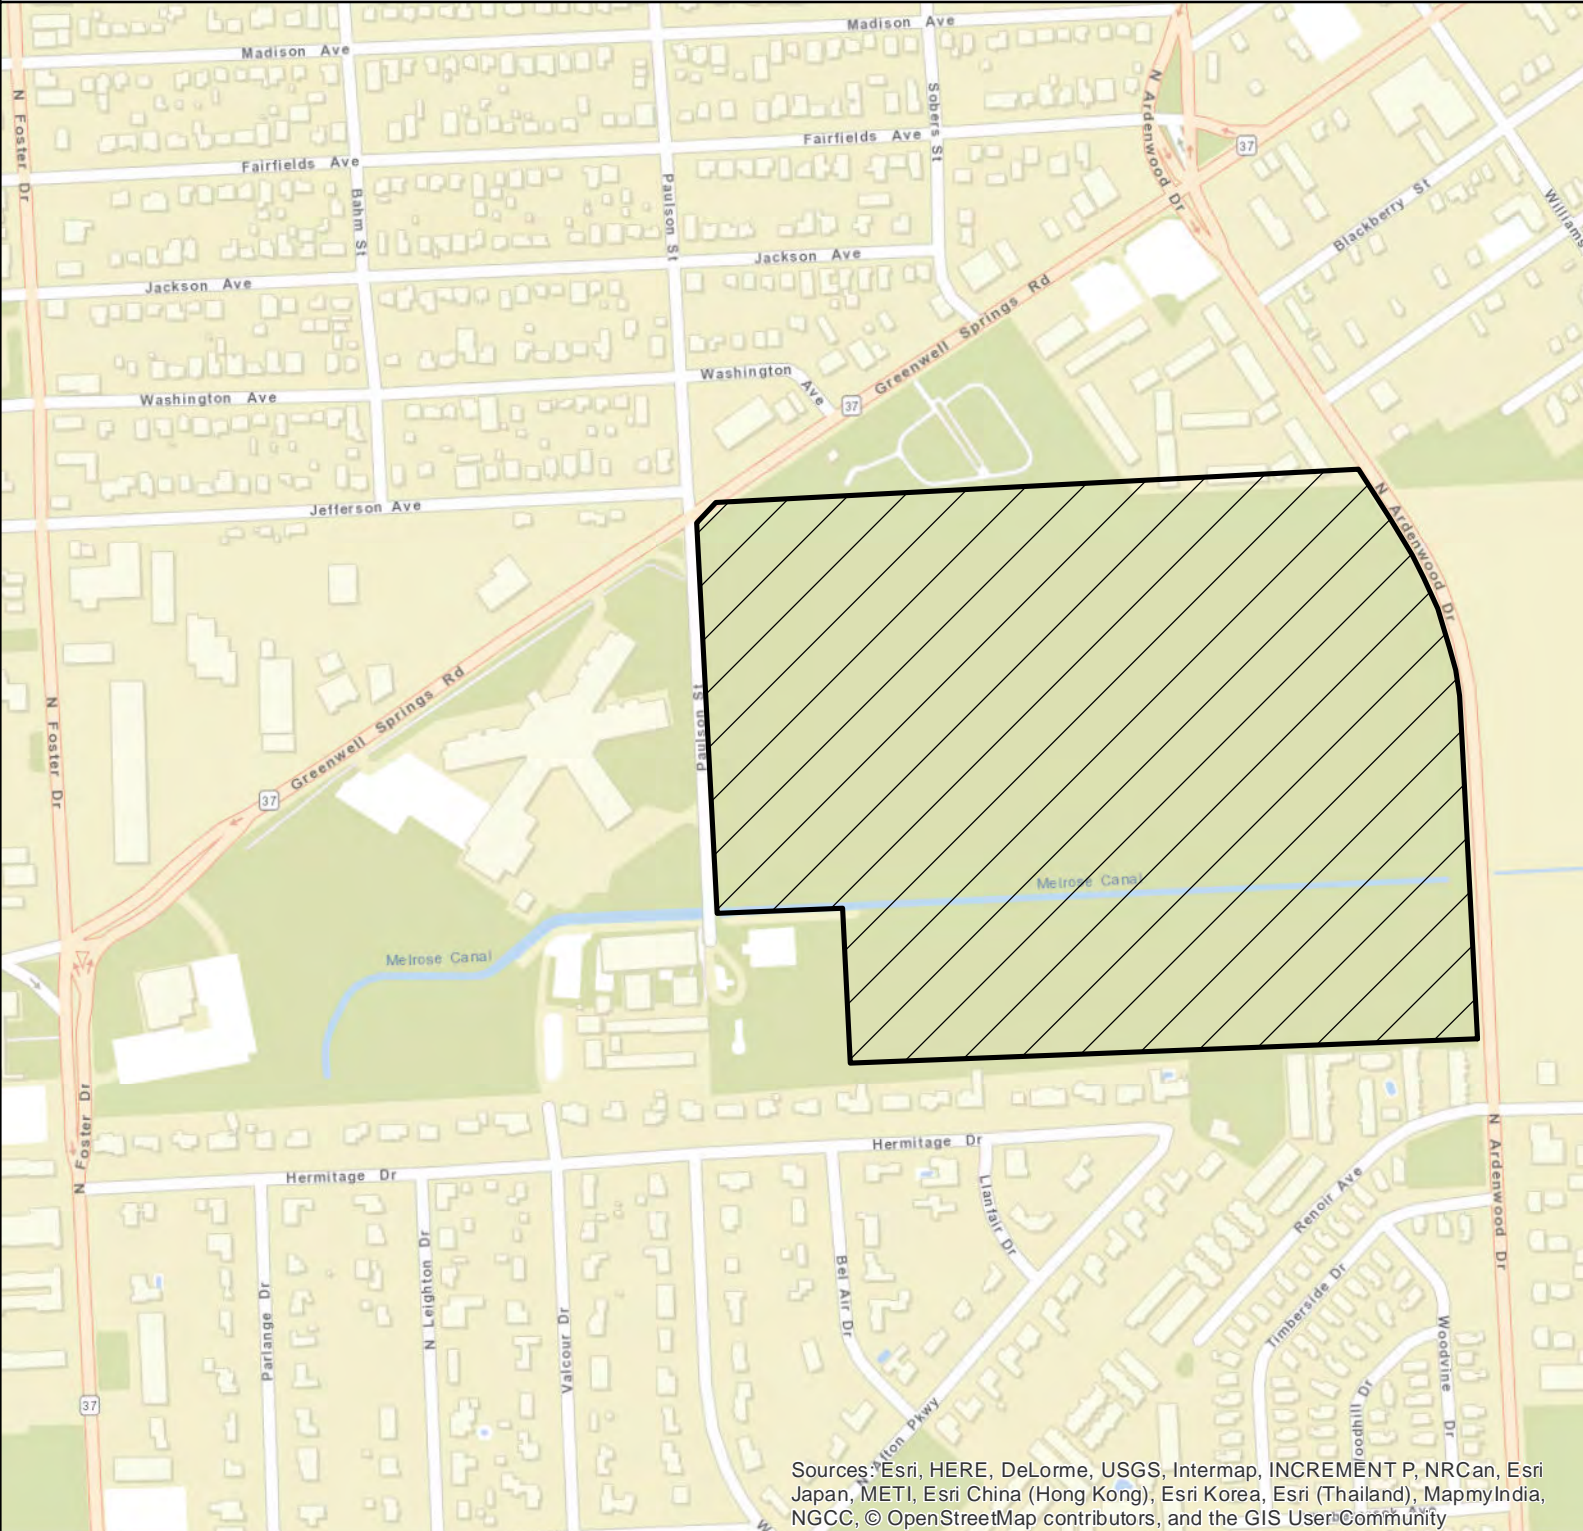 Madison Ave
Madison Ave
N Foster Dr
Sobers St
N Ardenwood Dr
Fairfields Ave
Fairfields Ave
37
Bahm St
Paulson St
Blackberry St
Williams
Jackson Ave
Jackson Ave
Greenwell Springs Rd
Washington Ave
Washington Ave
37
Jefferson Ave
N Ardenwood Dr
Greenwell Springs Rd
Paulson St
N Foster Dr
37
Melrose Canal
Melrose Canal
N Foster Dr
Hermitage Dr
Hermitage Dr
Llanfair Dr
Renoir Ave
N Ardenwood Dr
Parlange Dr
N Leighton Dr
Valcour Dr
Bel Air Dr
Timberside Dr
Woodvine Dr
Woodhill Dr
37
N Alton Pkwy
Sources: Esri, HERE, DeLorme, USGS, Intermap, INCREMENT P, NRCan, Esri
Japan, METI, Esri China (Hong Kong), Esri Korea, Esri (Thailand), MapmyIndia,
NGCC, © OpenStreetMap contributors, and the GIS User Community